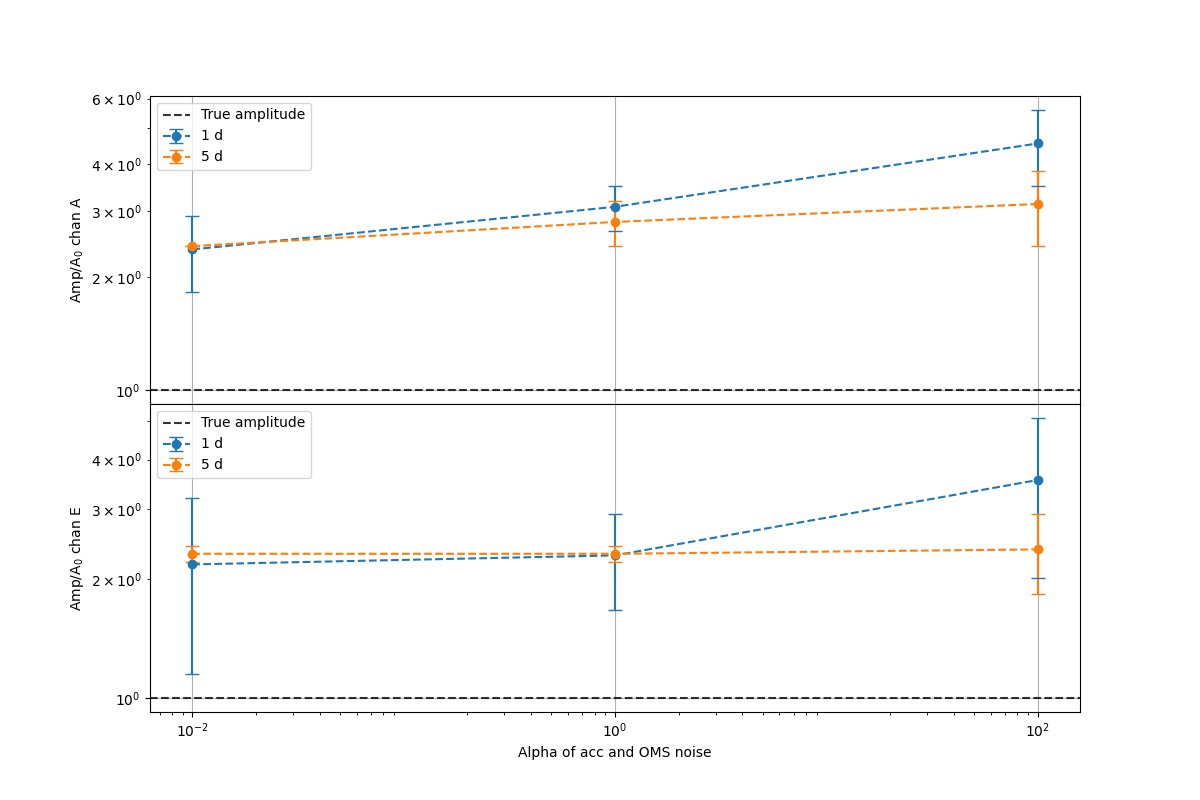 6 × 10⁰
4 × 10⁰
3 × 10⁰
2 × 10⁰
10⁰
Amp/A₀ chan A
True amplitude
1 d
5 d
4 × 10⁰
3 × 10⁰
2 × 10⁰
10⁰
Amp/A₀ chan E
True amplitude
1 d
5 d
10⁻² 10⁰ 10²
Alpha of acc and OMS noise